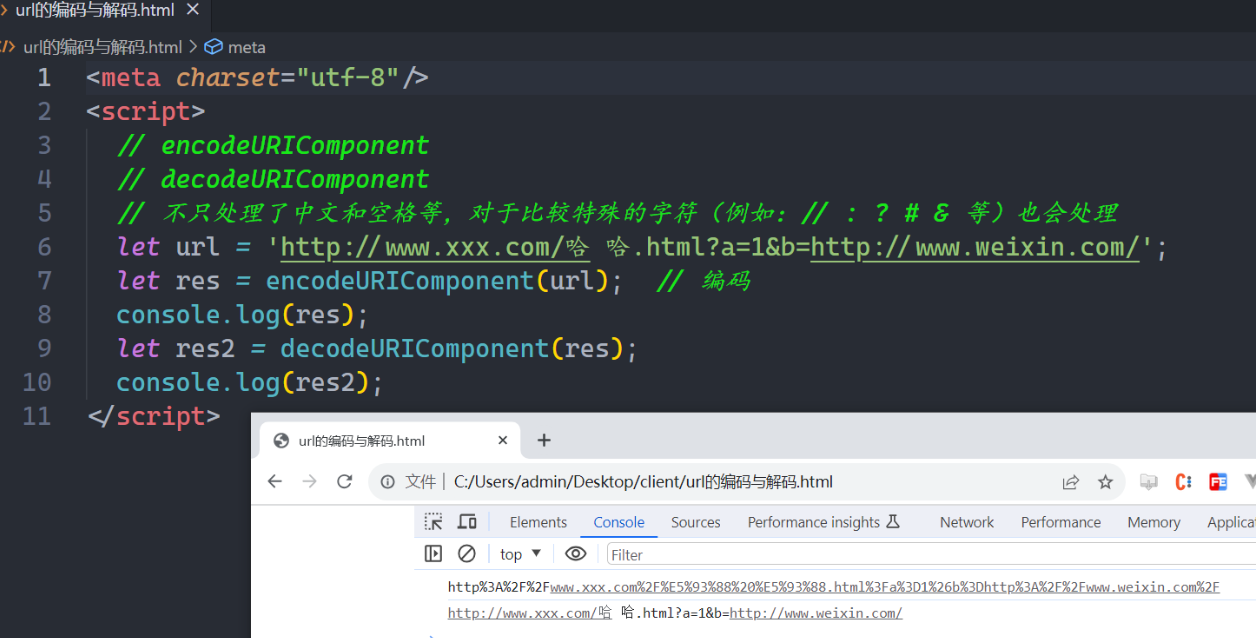 url的编码与解码.html
url的编码与解码.html > meta
1 <meta charset="utf-8"/>
2 <script>
3 // encodeURIComponent
4 // decodeURIComponent
5 // 不只处理了中文和空格等，对于比较特殊的字符（例如：// : ? # & 等）也会处理
6 let url = 'http://www.xxx.com/哈 哈.html?a=1&b=http://www.weixin.com/';
7 let res = encodeURIComponent(url); // 编码
8 console.log(res);
9 let res2 = decodeURIComponent(res);
10 console.log(res2);
11 </script>
url的编码与解码.html
文件 | C:/Users/admin/Desktop/client/url的编码与解码.html
Elements Console Sources Performance insights Network Performance Memory Applica
top Filter
http%3A%2F%2Fwww.xxx.com%2F%E5%93%88%20%E5%93%88.html%3Fa%3D1%26b%3Dhttp%3A%2F%2Fwww.weixin.com%2F
http://www.xxx.com/哈 哈.html?a=1&b=http://www.weixin.com/